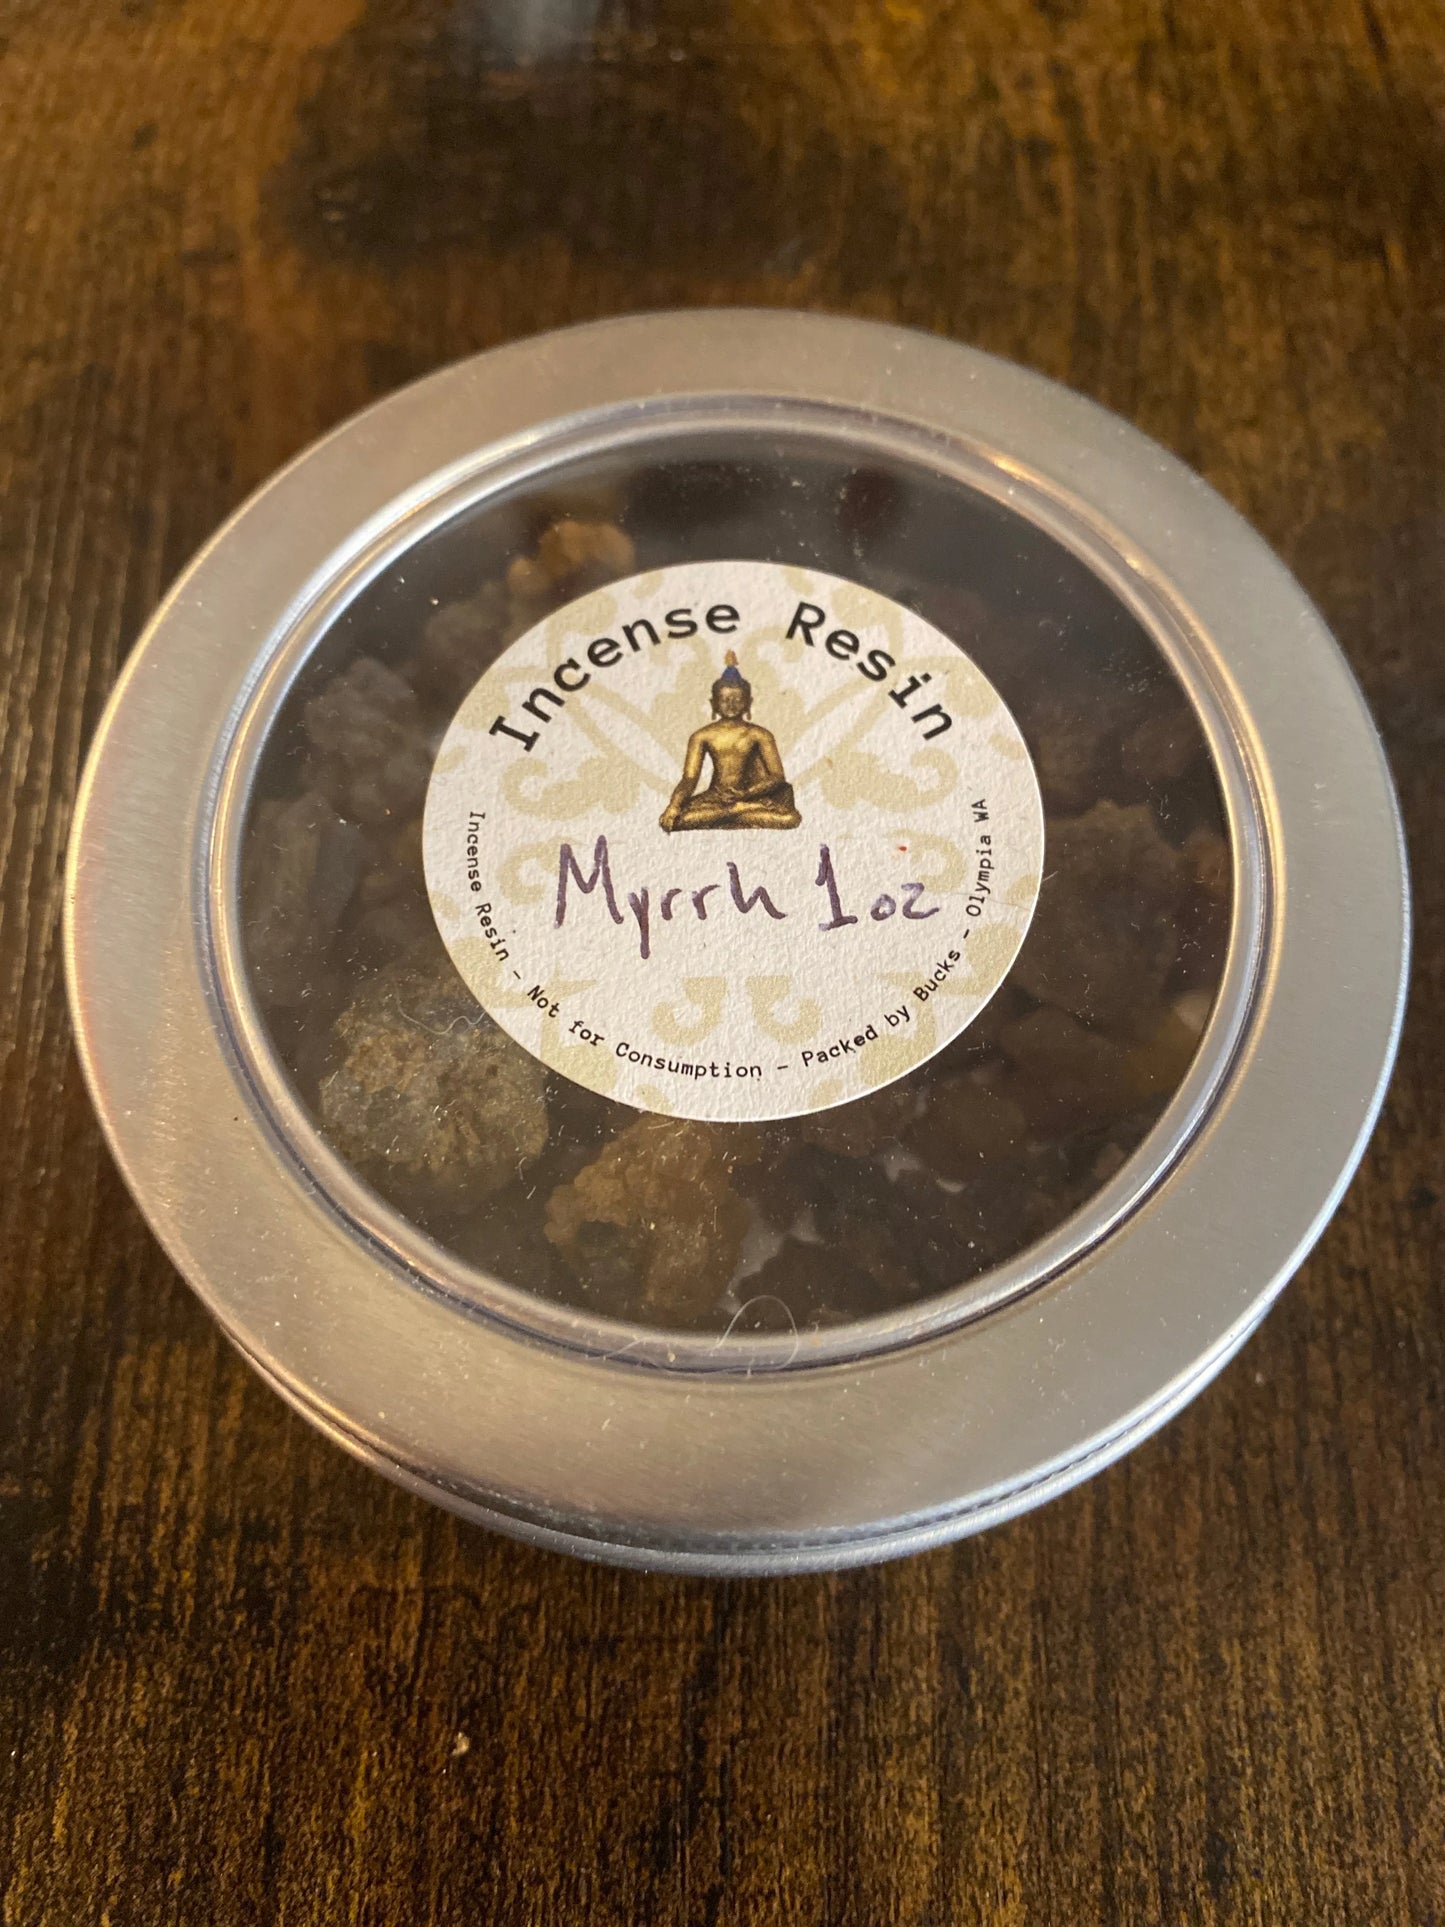 Incense Resin
Myrrh 1oz
Incense Resin - Not for Consumption - Packed by Bucks - Olympia WA